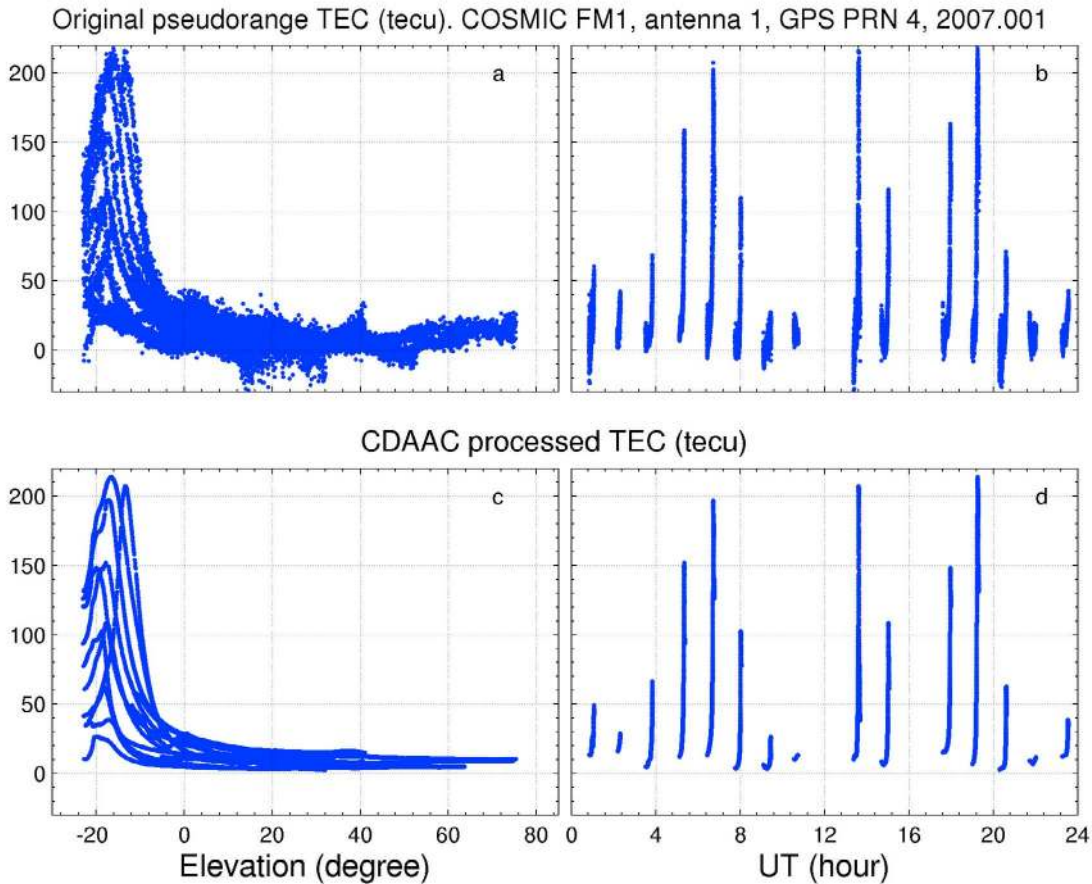 Original pseudorange TEC (tecu). COSMIC FM1, antenna 1, GPS PRN 4, 2007.001
a
b
200
150
100
50
0
CDAAC processed TEC (tecu)
c
d
200
150
100
50
0
-20 0 20 40 60 80
0 4 8 12 16 20 24
Elevation (degree)
UT (hour)